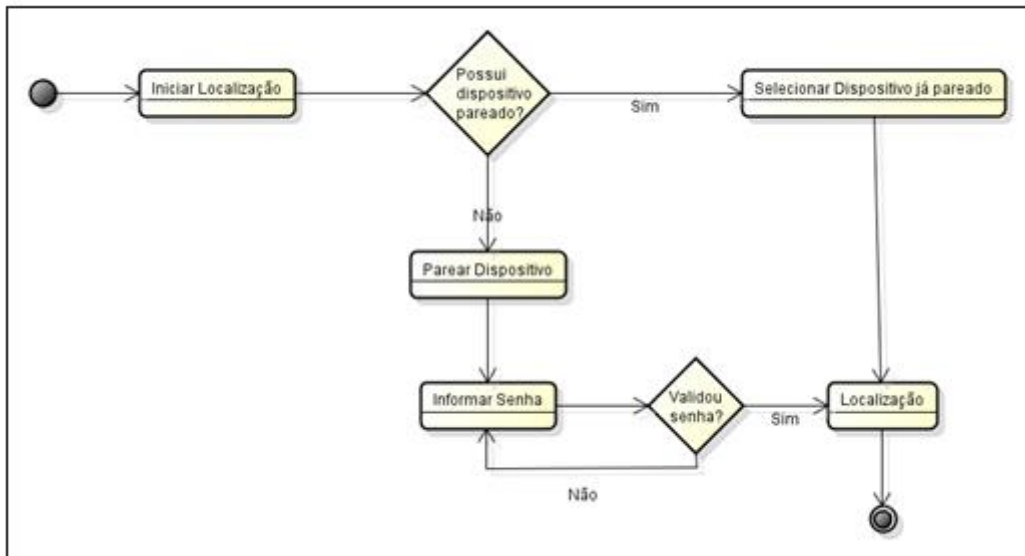 Iniciar Localização
Possui
dispositivo
pareado?
Sim
Selecionar Dispositivo já pareado
Não
Parear Dispositivo
Informar Senha
Validou
senha?
Sim
Localização
Não